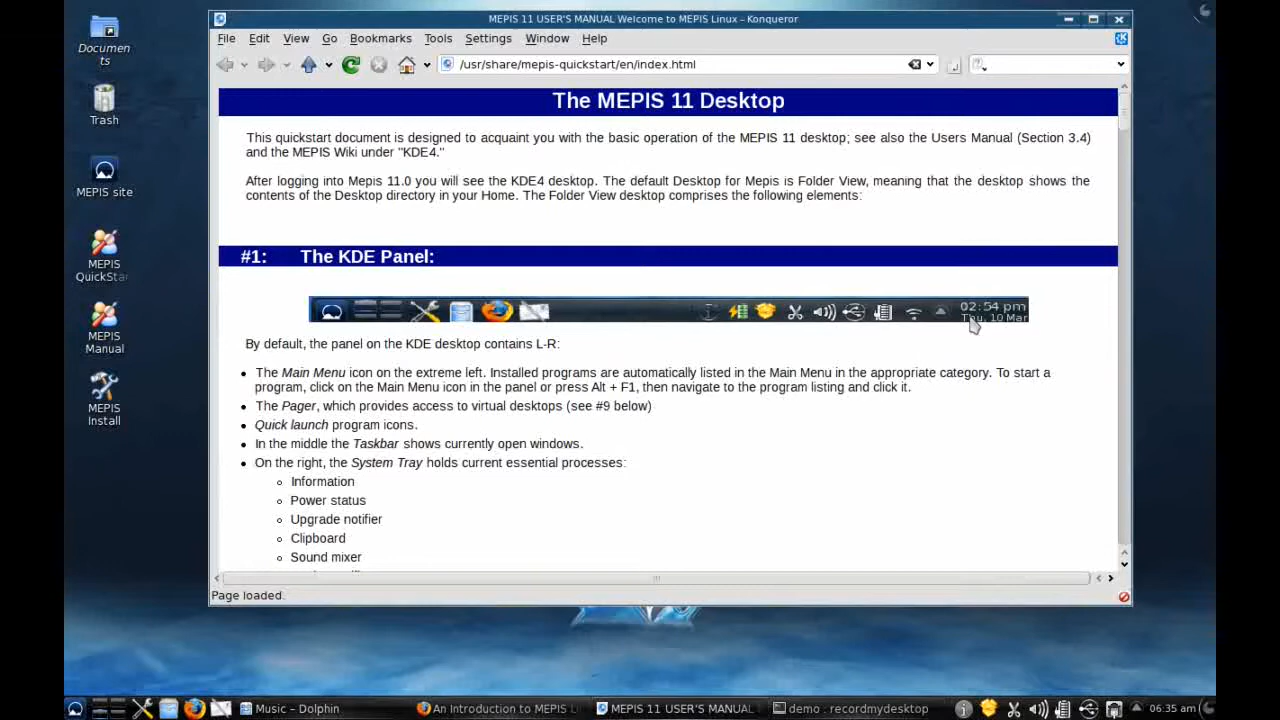 MEPIS 11 USER'S MANUAL Welcome to MEPIS Linux - Konqueror
File Edit View Go Bookmarks Tools Settings Window Help
/usr/share/mepis-quickstart/en/index.html
Documen
ts
Trash
MEPIS site
MEPIS
QuickStar
MEPIS
Manual
MEPIS
Install
The MEPIS 11 Desktop
This quickstart document is designed to acquaint you with the basic operation of the MEPIS 11 desktop; see also the Users Manual (Section 3.4)
and the MEPIS Wiki under "KDE4."
After logging into Mepis 11.0 you will see the KDE4 desktop. The default Desktop for Mepis is Folder View, meaning that the desktop shows the
contents of the Desktop directory in your Home. The Folder View desktop comprises the following elements:
#1: The KDE Panel:
02:54 pm
Thu, 10 Mar
By default, the panel on the KDE desktop contains L-R:
The Main Menu icon on the extreme left. Installed programs are automatically listed in the Main Menu in the appropriate category. To start a
program, click on the Main Menu icon in the panel or press Alt + F1, then navigate to the program listing and click it.
The Pager, which provides access to virtual desktops (see #9 below)
Quick launch program icons.
In the middle the Taskbar shows currently open windows.
On the right, the System Tray holds current essential processes:
Information
Power status
Upgrade notifier
Clipboard
Sound mixer
Page loaded.
Music – Dolphin
An Introduction to MEPIS
MEPIS 11 USER'S MANUAL
demo : recordmydesktop
06:35 am